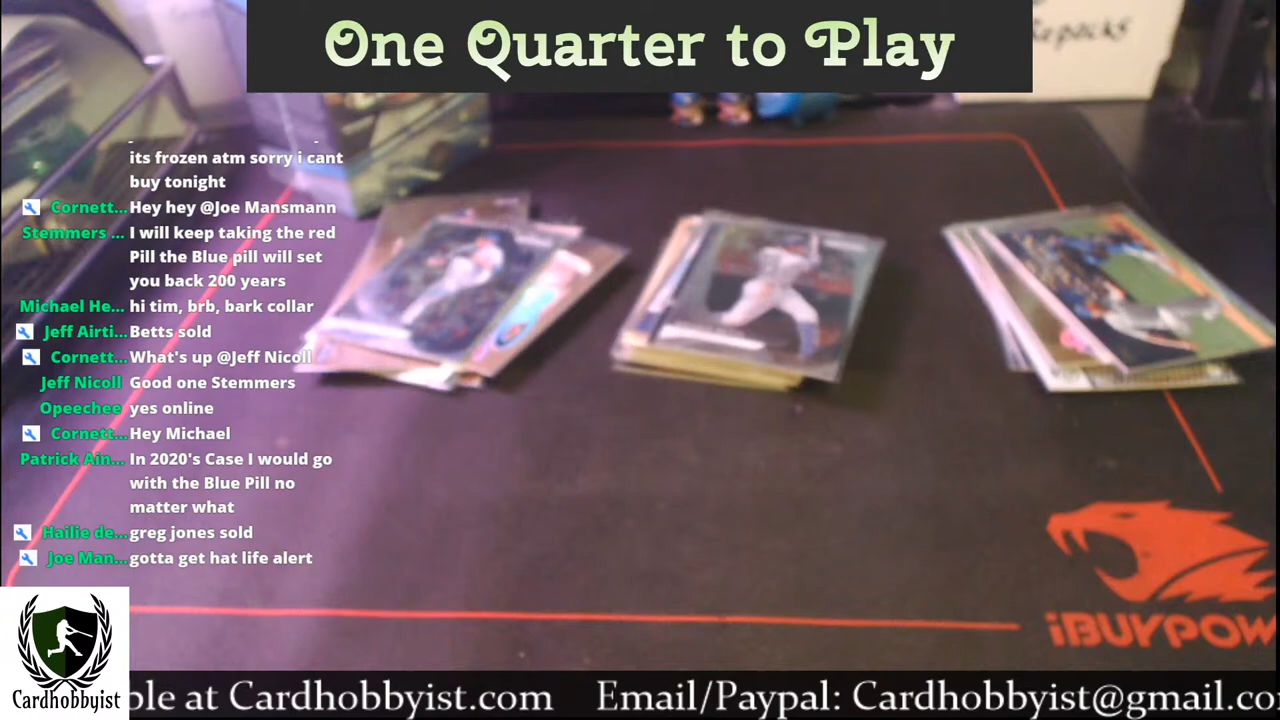 One Quarter to Play
its frozen atm sorry i cant
buy tonight
Cornett... Hey hey @Joe Mansmann
Stemmers ... I will keep taking the red
Pill the Blue pill will set
you back 200 years
Michael He... hi tim, brb, bark collar
Jeff Airti... Betts sold
Cornett... What's up @Jeff Nicoll
Jeff Nicoll Good one Stemmers
Opeechee yes online
Cornett... Hey Michael
Patrick Ain... In 2020's Case I would go
with the Blue Pill no
matter what
Hailie de... greg jones sold
Joe Man... gotta get hat life alert
iBUYPOW
Cardhobbyist
ble at Cardhobbyist.com Email/Paypal: Cardhobbyist@gmail.co